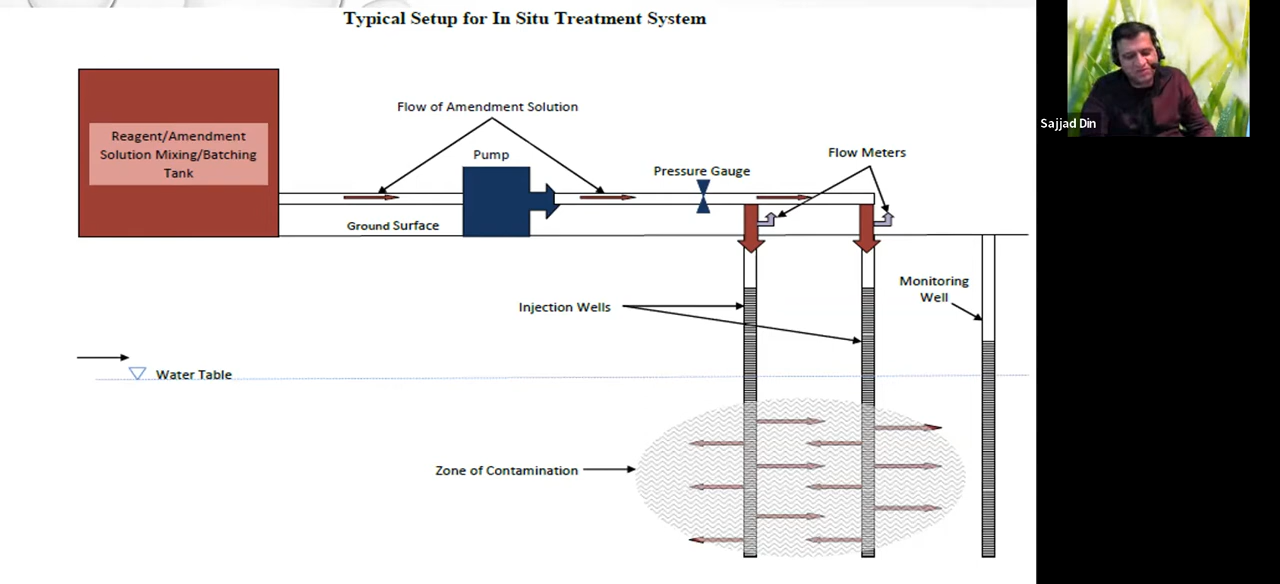 Typical Setup for In Situ Treatment System
Sajjad Din
Flow of Amendment Solution
Reagent/Amendment
Solution Mixing/Batching
Tank
Pump
Flow Meters
Pressure Gauge
Ground Surface
Monitoring
Well
Injection Wells
Water Table
Zone of Contamination